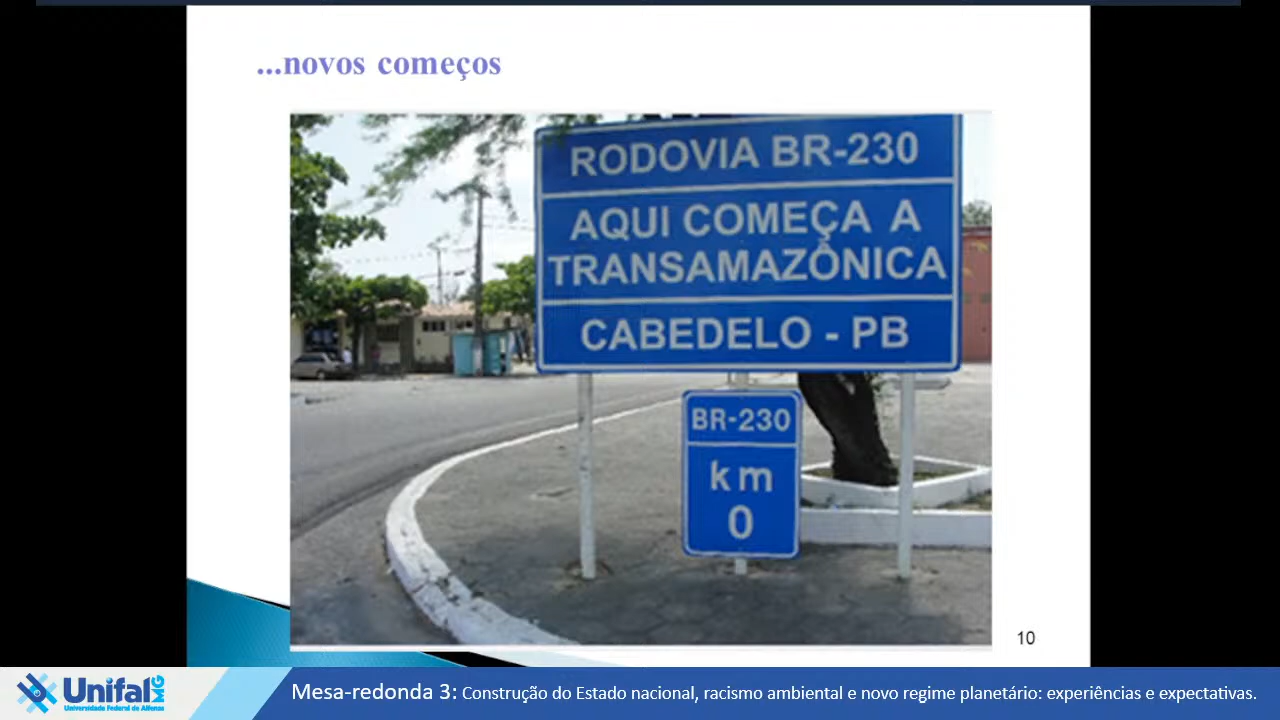 ...novos começos
RODOVIA BR-230
AQUI COMEÇA A
TRANSAMAZÔNICA
CABEDELO - PB
BR-230
km
0
10
Unifal MG
Universidade Federal de Alfenas
Mesa-redonda 3: Construção do Estado nacional, racismo ambiental e novo regime planetário: experiências e expectativas.